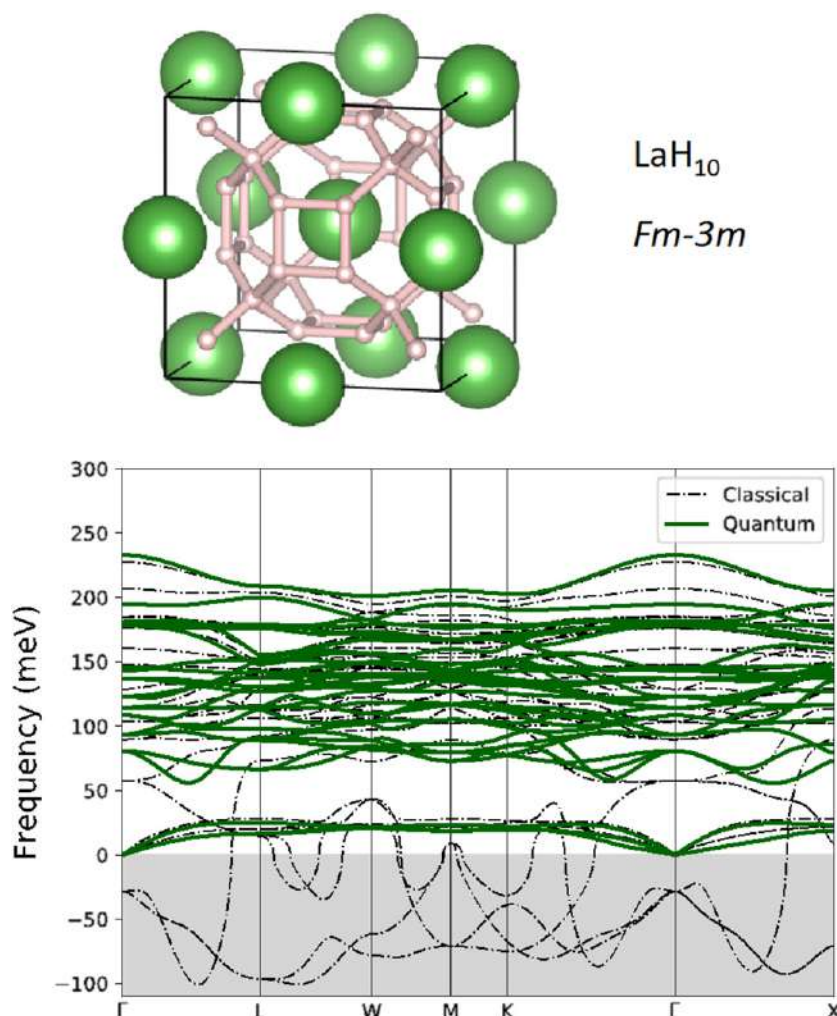 LaH₁₀
Fm-3m
300
Classical
Quantum
250
200
150
100
50
0
−50
−100
Frequency (meV)
Γ L W M K Γ X